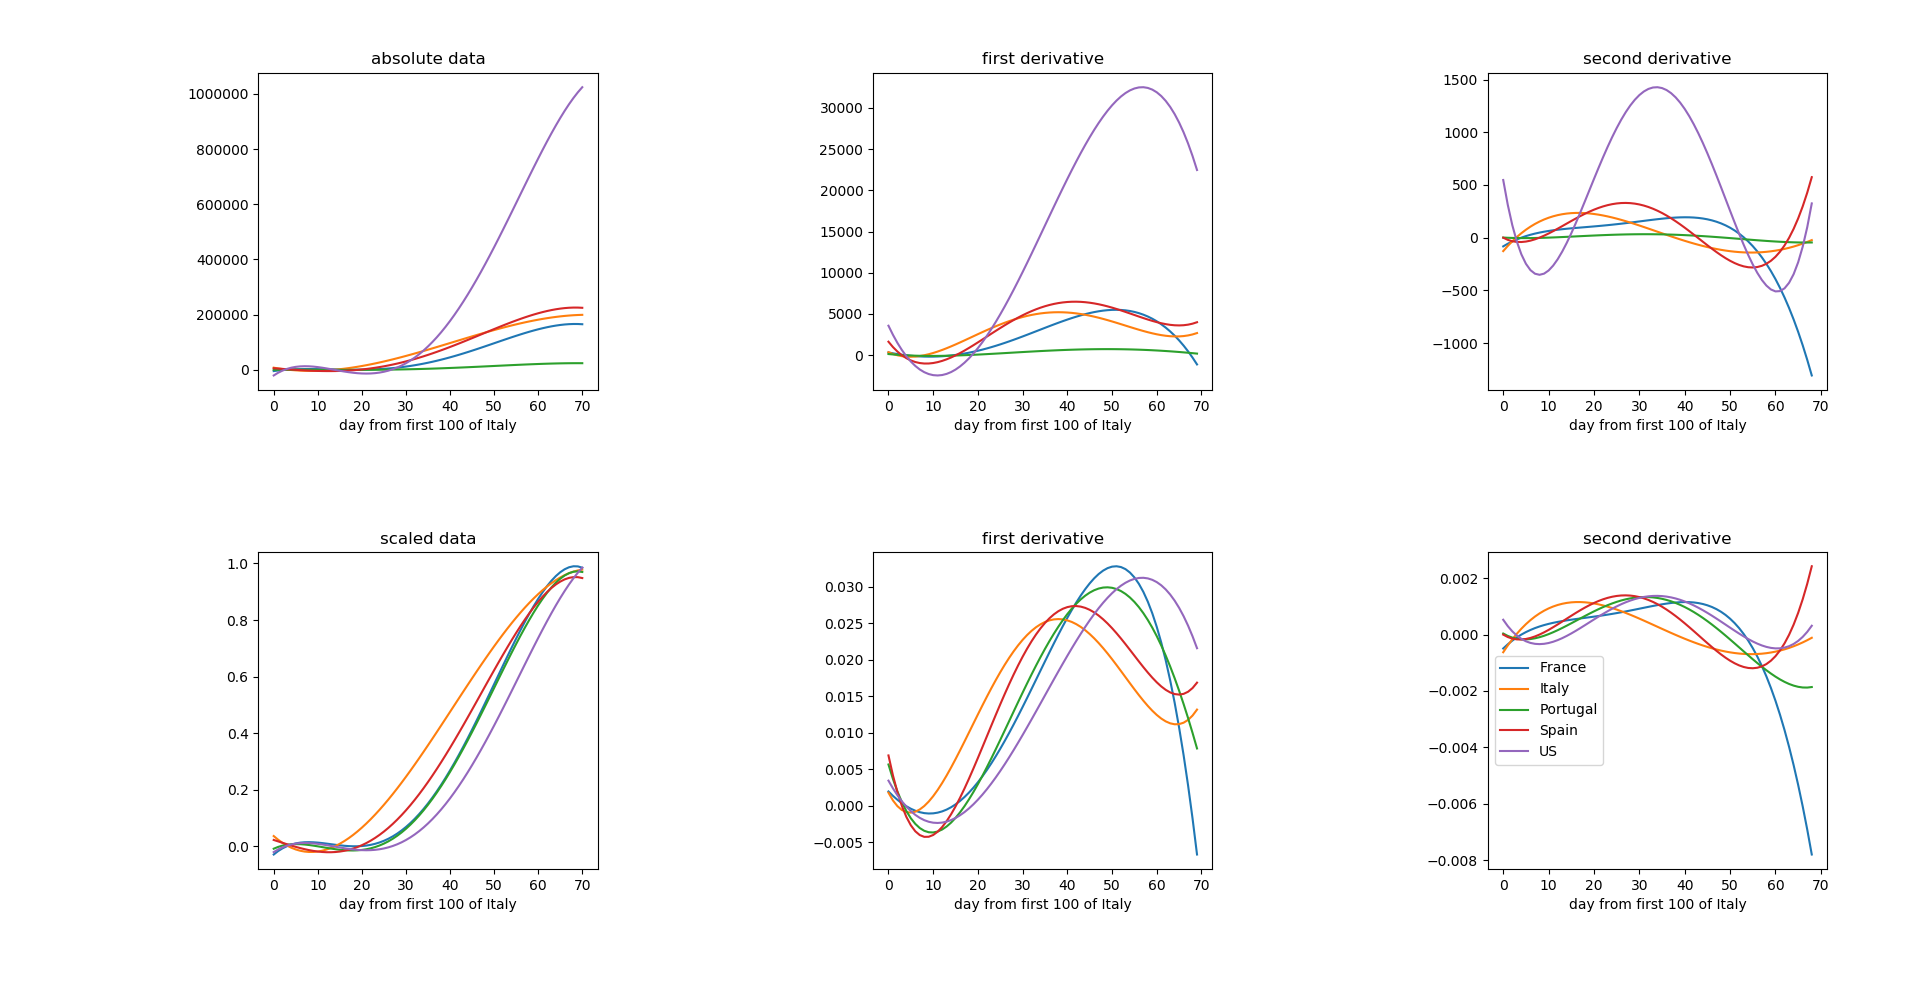 absolute data
1000000
800000
600000
400000
200000
0
0 10 20 30 40 50 60 70
day from first 100 of Italy
first derivative
30000
25000
20000
15000
10000
5000
0
0 10 20 30 40 50 60 70
day from first 100 of Italy
second derivative
1500
1000
500
0
−500
−1000
0 10 20 30 40 50 60 70
day from first 100 of Italy
scaled data
1.0
0.8
0.6
0.4
0.2
0.0
0 10 20 30 40 50 60 70
day from first 100 of Italy
first derivative
0.030
0.025
0.020
0.015
0.010
0.005
0.000
−0.005
0 10 20 30 40 50 60 70
day from first 100 of Italy
second derivative
0.002
0.000
−0.002
−0.004
−0.006
−0.008
France
Italy
Portugal
Spain
US
0 10 20 30 40 50 60 70
day from first 100 of Italy